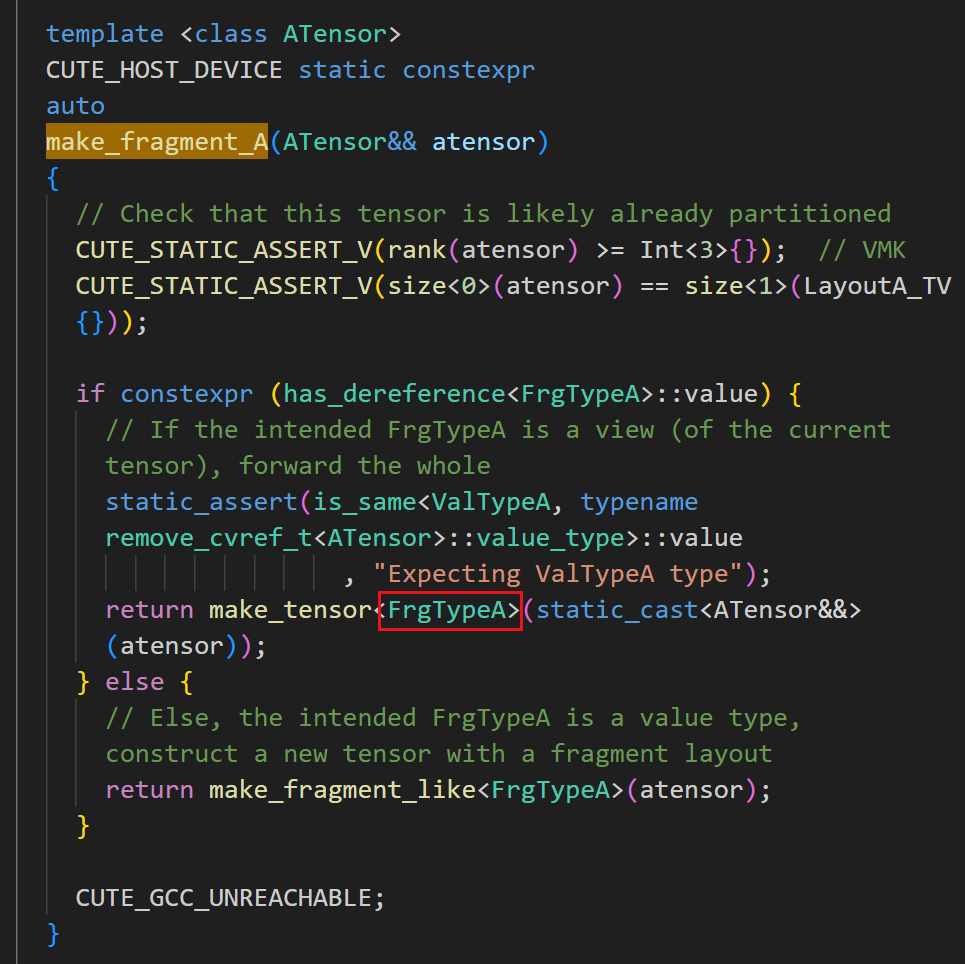 template <class ATensor>
CUTE_HOST_DEVICE static constexpr
auto
make_fragment_A(ATensor&& atensor)
{
  // Check that this tensor is likely already partitioned
  CUTE_STATIC_ASSERT_V(rank(atensor) >= Int<3>{});  // VMK
  CUTE_STATIC_ASSERT_V(size<0>(atensor) == size<1>(LayoutA_TV
  {}));

  if constexpr (has_dereference<FrgTypeA>::value) {
    // If the intended FrgTypeA is a view (of the current
    tensor), forward the whole
    static_assert(is_same<ValTypeA, typename
    remove_cvref_t<ATensor>::value_type>::value
                    , "Expecting ValTypeA type");
    return make_tensor<FrgTypeA>(static_cast<ATensor&&>
    (atensor));
  } else {
    // Else, the intended FrgTypeA is a value type,
    construct a new tensor with a fragment layout
    return make_fragment_like<FrgTypeA>(atensor);
  }

  CUTE_GCC_UNREACHABLE;
}